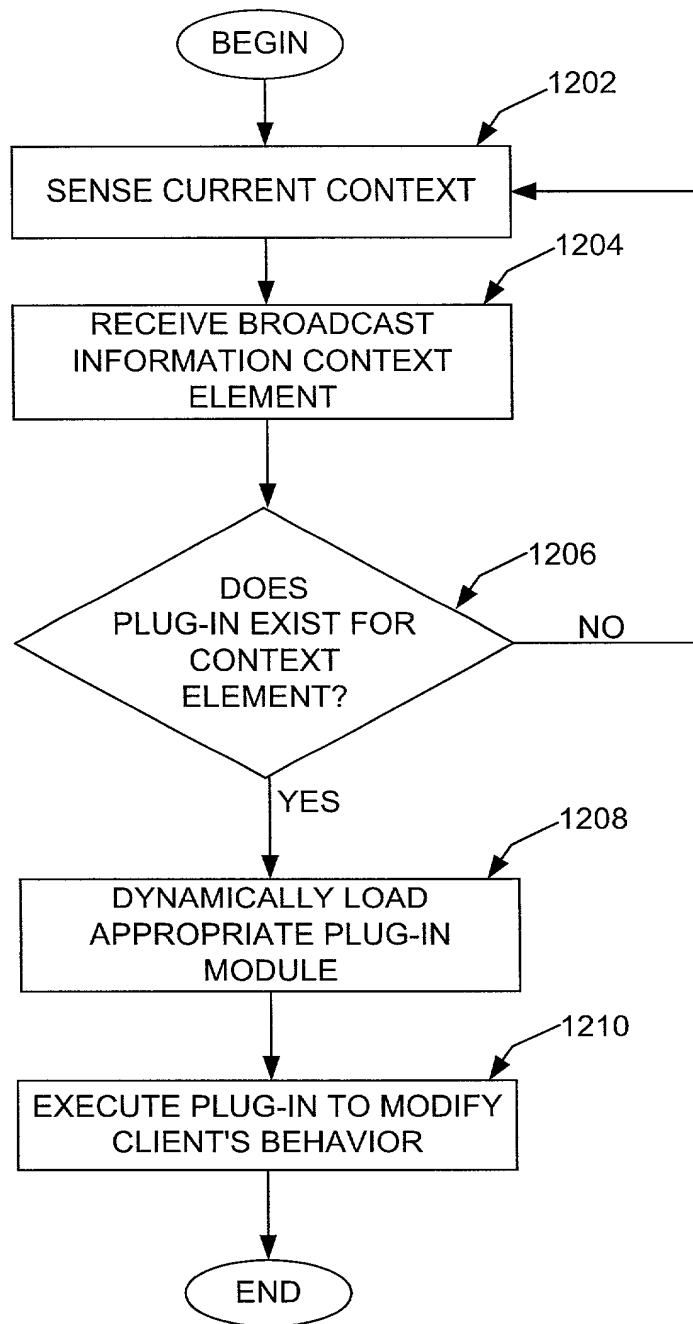 BEGIN
1202
SENSE CURRENT CONTEXT
1204
RECEIVE BROADCAST
INFORMATION CONTEXT
ELEMENT
1206
DOES
PLUG-IN EXIST FOR
CONTEXT
ELEMENT?
NO
YES
1208
DYNAMICALLY LOAD
APPROPRIATE PLUG-IN
MODULE
1210
EXECUTE PLUG-IN TO MODIFY
CLIENT'S BEHAVIOR
END